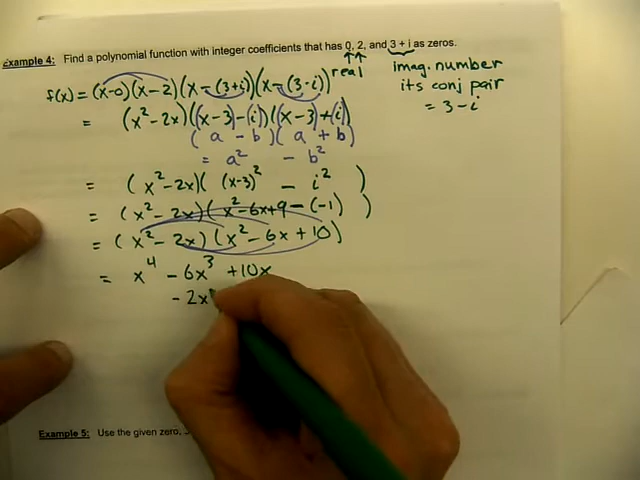 Example 4: Find a polynomial function with integer coefficients that has 0, 2, and 3 + i as zeros.
real
imag. number
its conj pair
= 3 - i
f(x) = (x-0)(x-2)(x-(3+i))(x-(3-i))
= (x² - 2x)((x-3)-(i))((x-3)+(i))
(a - b)(a + b)
= a² - b²
= (x² - 2x)((x-3)² - i²)
= (x² - 2x)(x² - 6x + 9 - (-1))
= (x² - 2x)(x² - 6x + 10)
= x⁴ - 6x³ + 10x
- 2x
Example 5: Use the given zero,